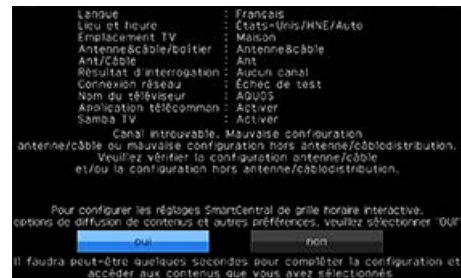 Langue : Français
Lieu et heure : États-Unis/HNE/Auto
Emplacement TV : Maison
Antenne&câble/boîtier : Antenne&câble
Ant/Câble : Ant
Résultat d'interrogation : Aucun canal
Connexion réseau : Échec de test
Nom du téléviseur : AQUOS
Application télécomman : Activer
Samba TV : Activer
Canal introuvable. Mauvaise configuration
antenne/câble ou mauvaise configuration hors antenne/câblodistribution.
Veuillez vérifier la configuration antenne/câble
et/ou la configuration hors antenne/câblodistribution.
Pour configurer les réglages SmartCentral de grille horaire interactive,
options de diffusion de contenus et autres préférences, veuillez sélectionner "OUI"
oui
non
Il faudra peut-être quelques secondes pour compléter la configuration et
accéder aux contenus que vous avez sélectionnés